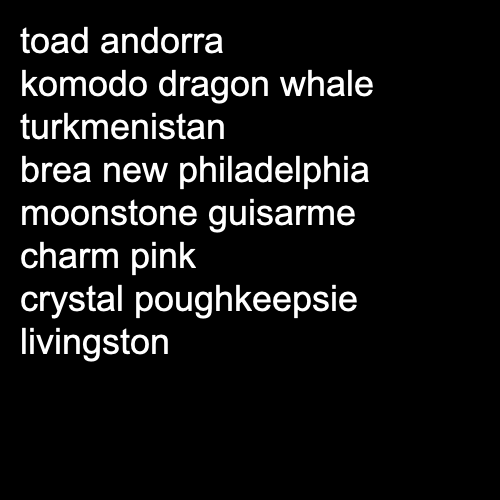 toad andorra
komodo dragon whale
turkmenistan
brea new philadelphia
moonstone guisarme
charm pink
crystal poughkeepsie
livingston